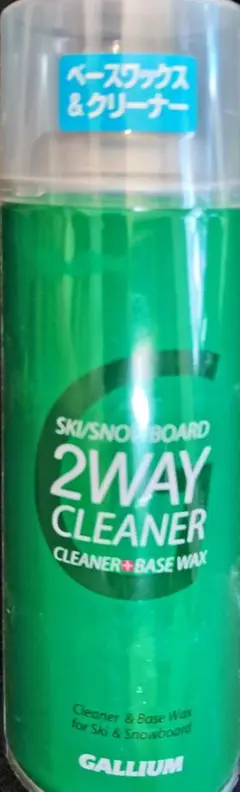 ベースワックス
&クリーナー
SKI/SNOWBOARD
2WAY
CLEANER
CLEANER+BASE WAX
Cleaner & Base Wax
for Ski & Snowboard
GALLIUM